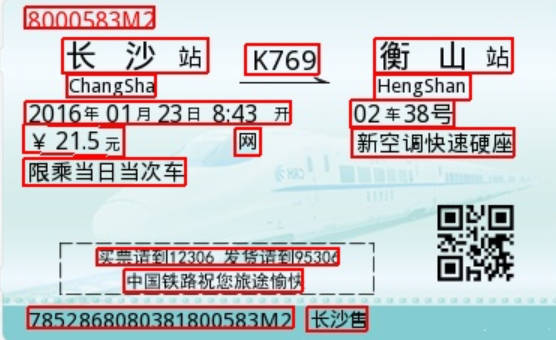 8000583M2
长沙站 K769 衡山站
ChangSha HengShan
2016年01月23日 8:43 开 02车38号
￥21.5元 网 新空调快速硬座
限乘当日当次车
买票请到12306 发货请到95306
中国铁路祝您旅途愉快
7852868080381800583M2 长沙售